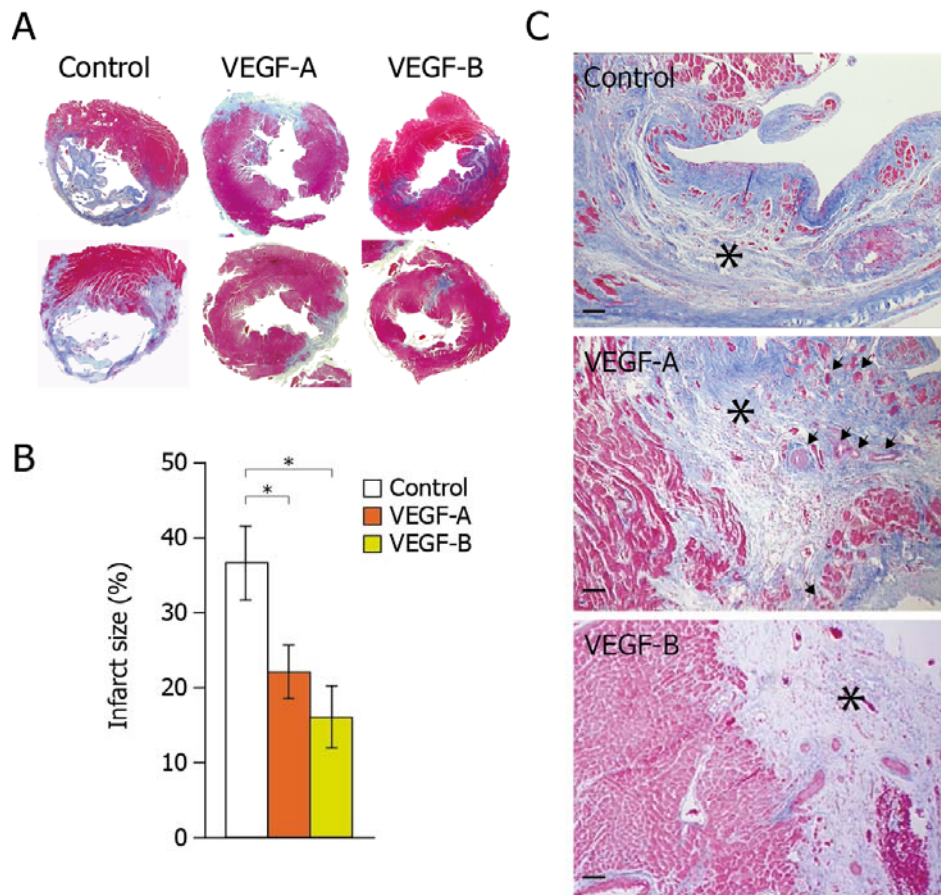 A
Control
VEGF-A
VEGF-B
B
Infarct size (%)
50
40
30
20
10
0
*
*
Control
VEGF-A
VEGF-B
C
Control
*
VEGF-A
*
VEGF-B
*